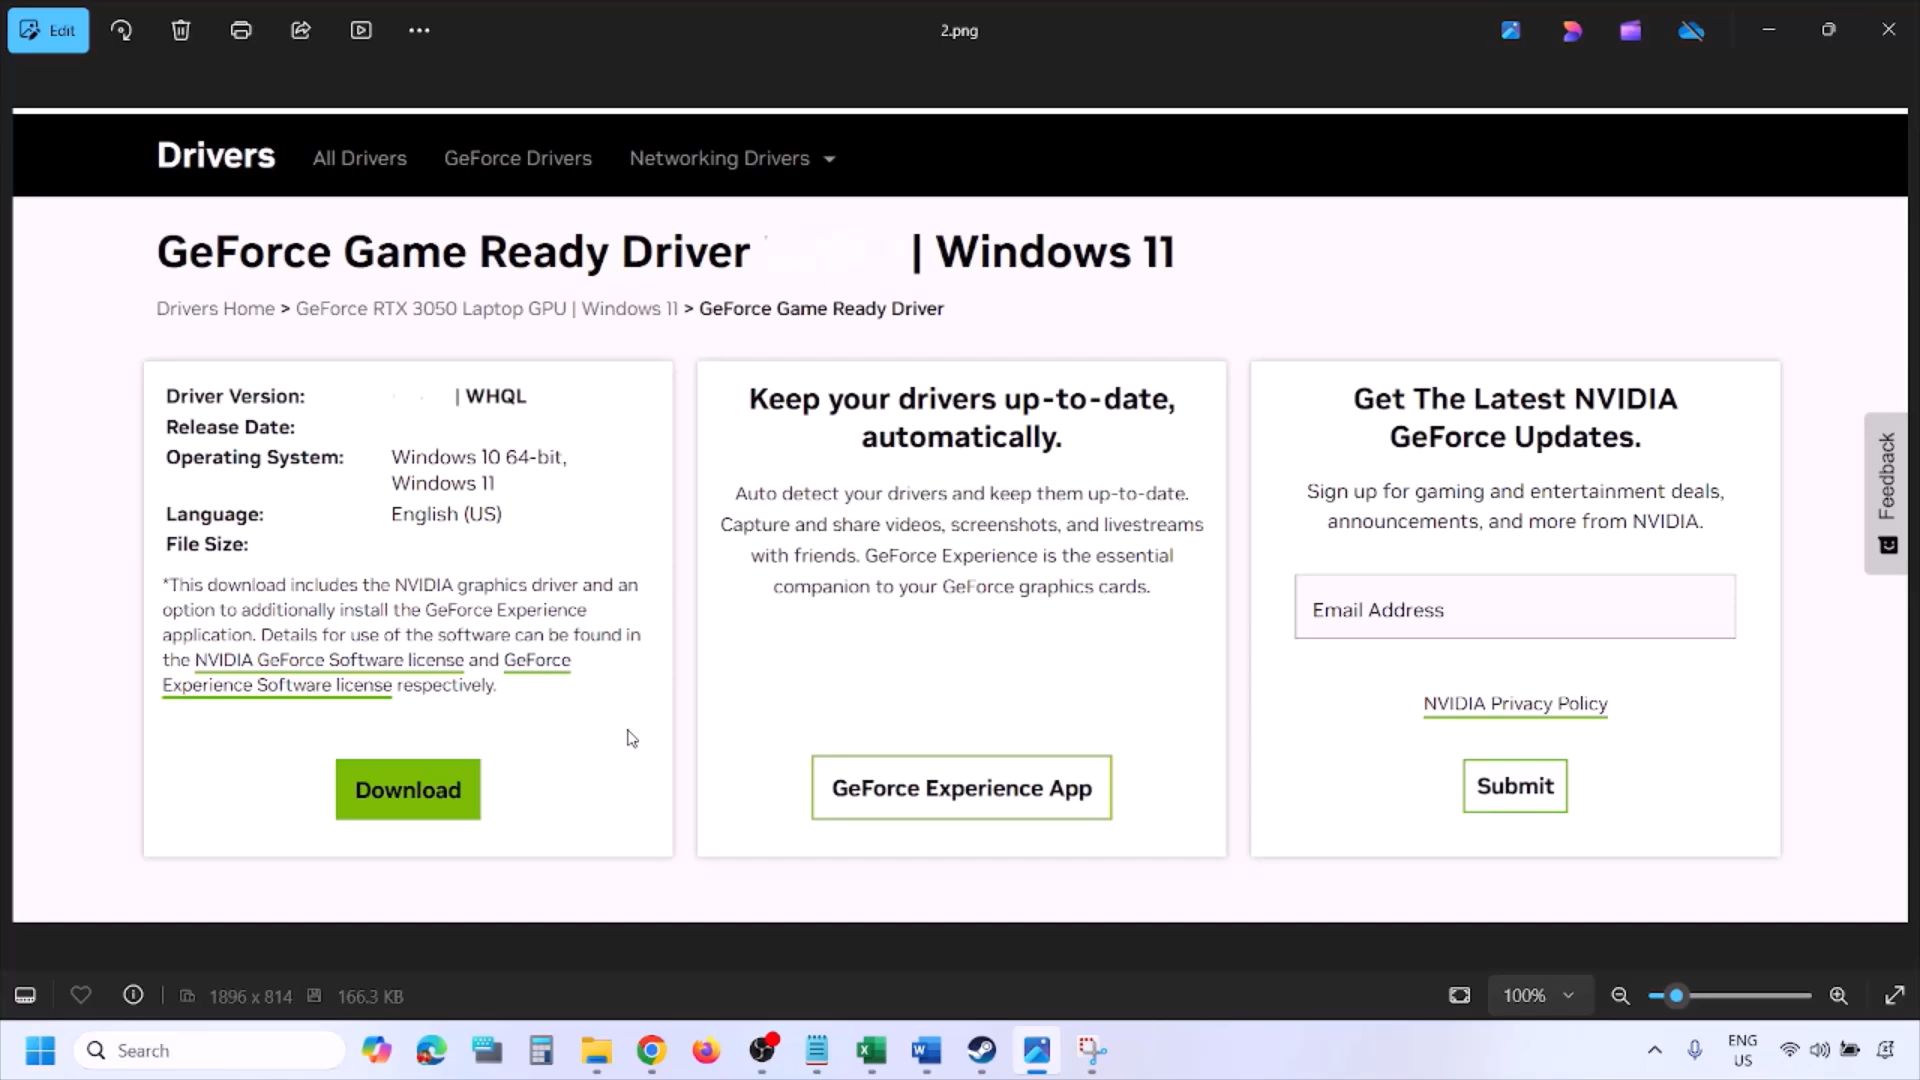 Edit
2.png
Drivers All Drivers GeForce Drivers Networking Drivers
GeForce Game Ready Driver | Windows 11
Drivers Home > GeForce RTX 3050 Laptop GPU | Windows 11 > GeForce Game Ready Driver
Driver Version: | WHQL
Release Date:
Operating System: Windows 10 64-bit,
Windows 11
Language: English (US)
File Size:
*This download includes the NVIDIA graphics driver and an
option to additionally install the GeForce Experience
application. Details for use of the software can be found in
the NVIDIA GeForce Software license and GeForce
Experience Software license respectively.
Download
Keep your drivers up-to-date,
automatically.
Auto detect your drivers and keep them up-to-date.
Capture and share videos, screenshots, and livestreams
with friends. GeForce Experience is the essential
companion to your GeForce graphics cards.
GeForce Experience App
Get The Latest NVIDIA
GeForce Updates.
Sign up for gaming and entertainment deals,
announcements, and more from NVIDIA.
Email Address
NVIDIA Privacy Policy
Submit
Feedback
1896 x 814 166.3 KB
100%
Search
ENG
US